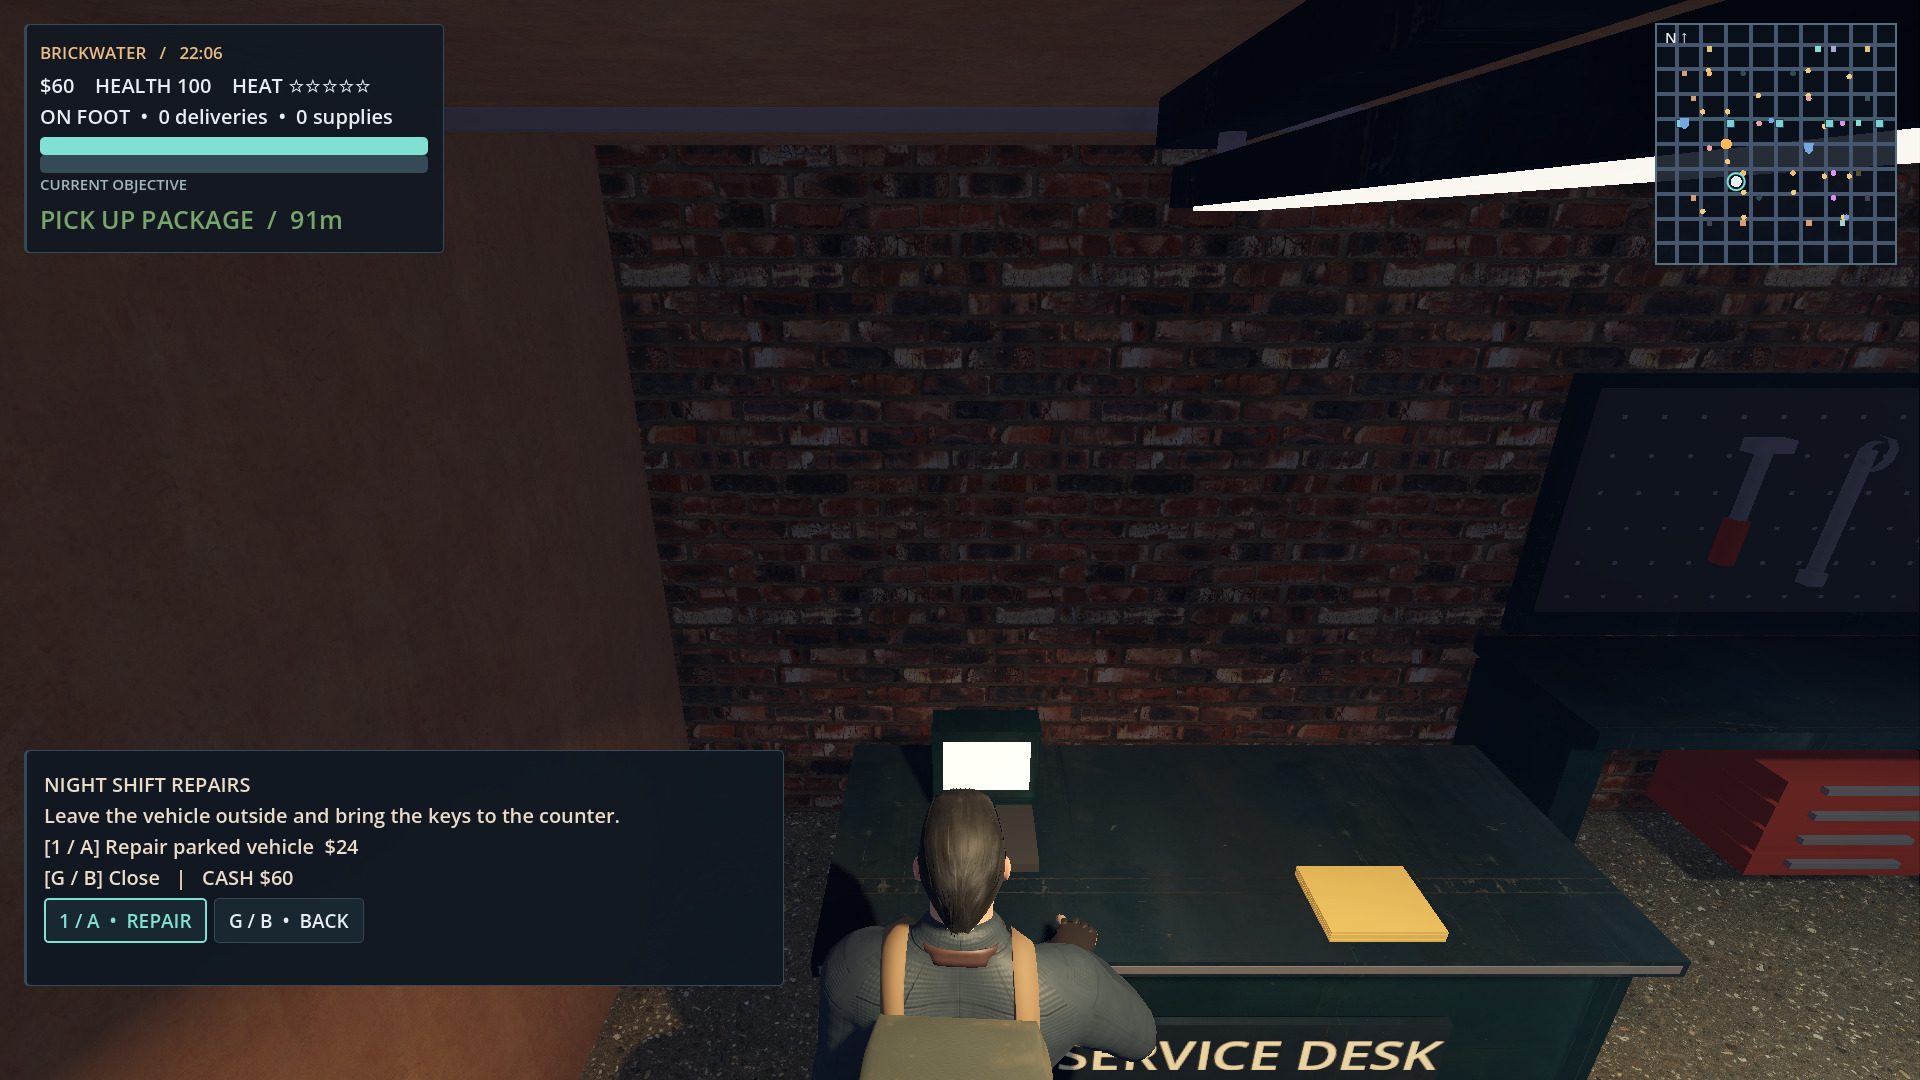 BRICKWATER / 22:06
$60 HEALTH 100 HEAT ☆☆☆☆☆
ON FOOT • 0 deliveries • 0 supplies
CURRENT OBJECTIVE
PICK UP PACKAGE / 91m
N ↑
NIGHT SHIFT REPAIRS
Leave the vehicle outside and bring the keys to the counter.
[1 / A] Repair parked vehicle $24
[G / B] Close | CASH $60
1 / A • REPAIR
G / B • BACK
SERVICE DESK